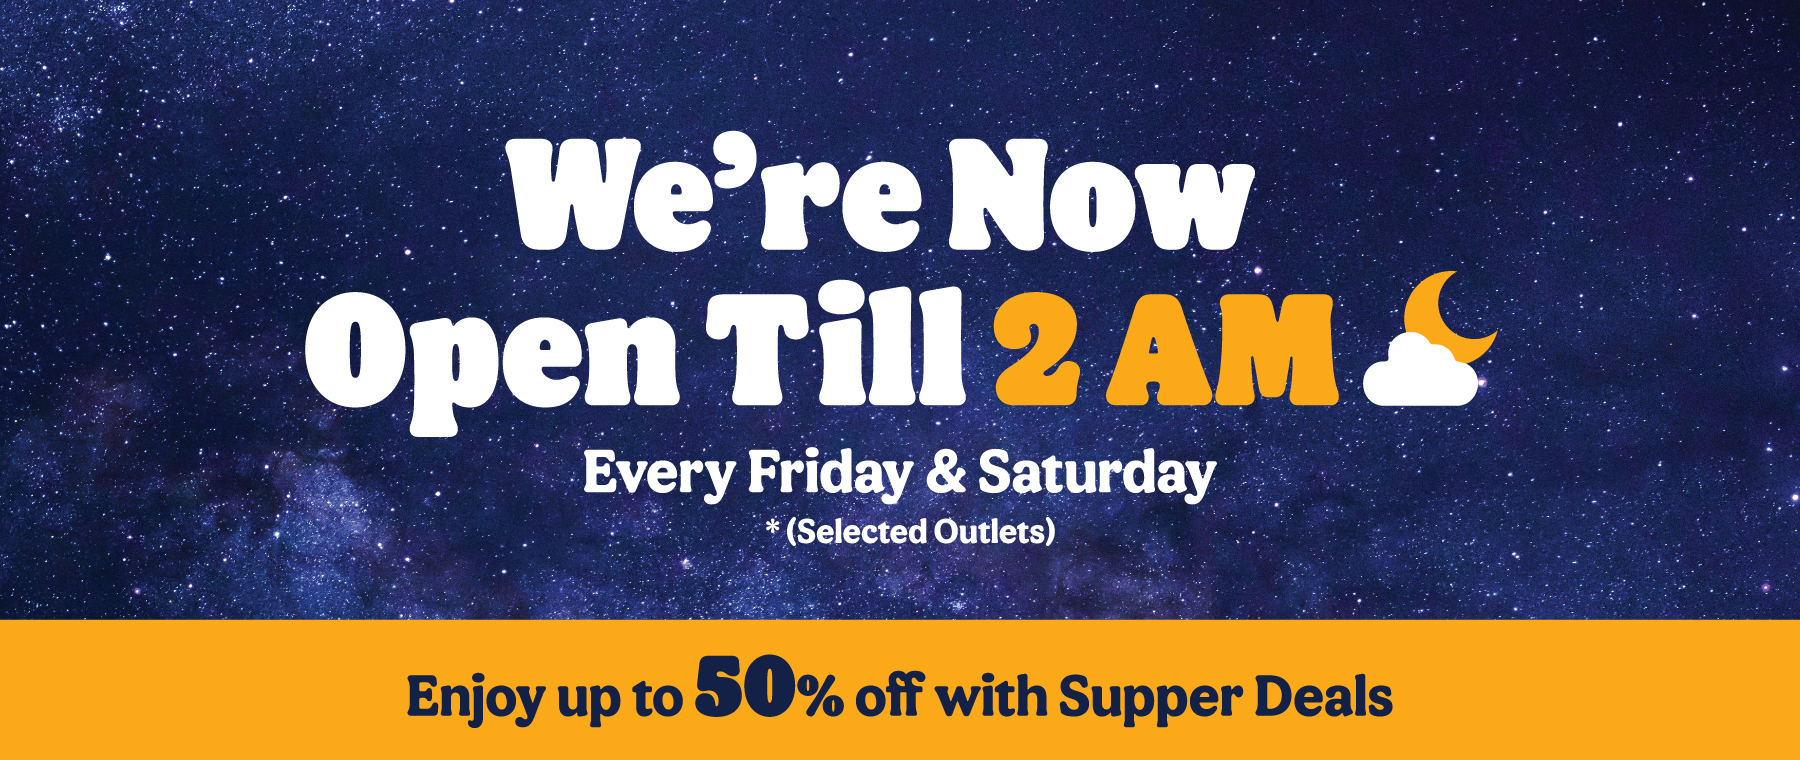 We’re Now
Open Till 2 AM
Every Friday & Saturday
* (Selected Outlets)
Enjoy up to 50% off with Supper Deals